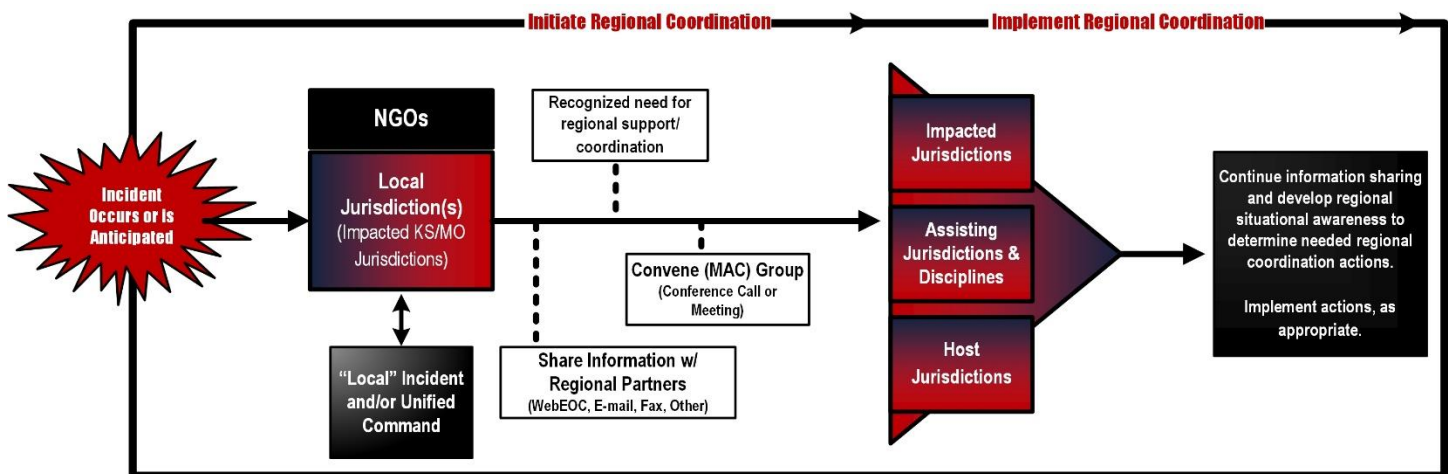 Initiate Regional Coordination
Implement Regional Coordination
Incident
Occurs or is
Anticipated
NGOs
Local
Jurisdiction(s)
(Impacted KS/MO
Jurisdictions)
“Local” Incident
and/or Unified
Command
Recognized need for
regional support/
coordination
Share Information w/
Regional Partners
(WebEOC, E-mail, Fax, Other)
Convene (MAC) Group
(Conference Call or
Meeting)
Impacted
Jurisdictions
Assisting
Jurisdictions &
Disciplines
Host
Jurisdictions
Continue information sharing
and develop regional
situational awareness to
determine needed regional
coordination actions.
Implement actions, as
appropriate.